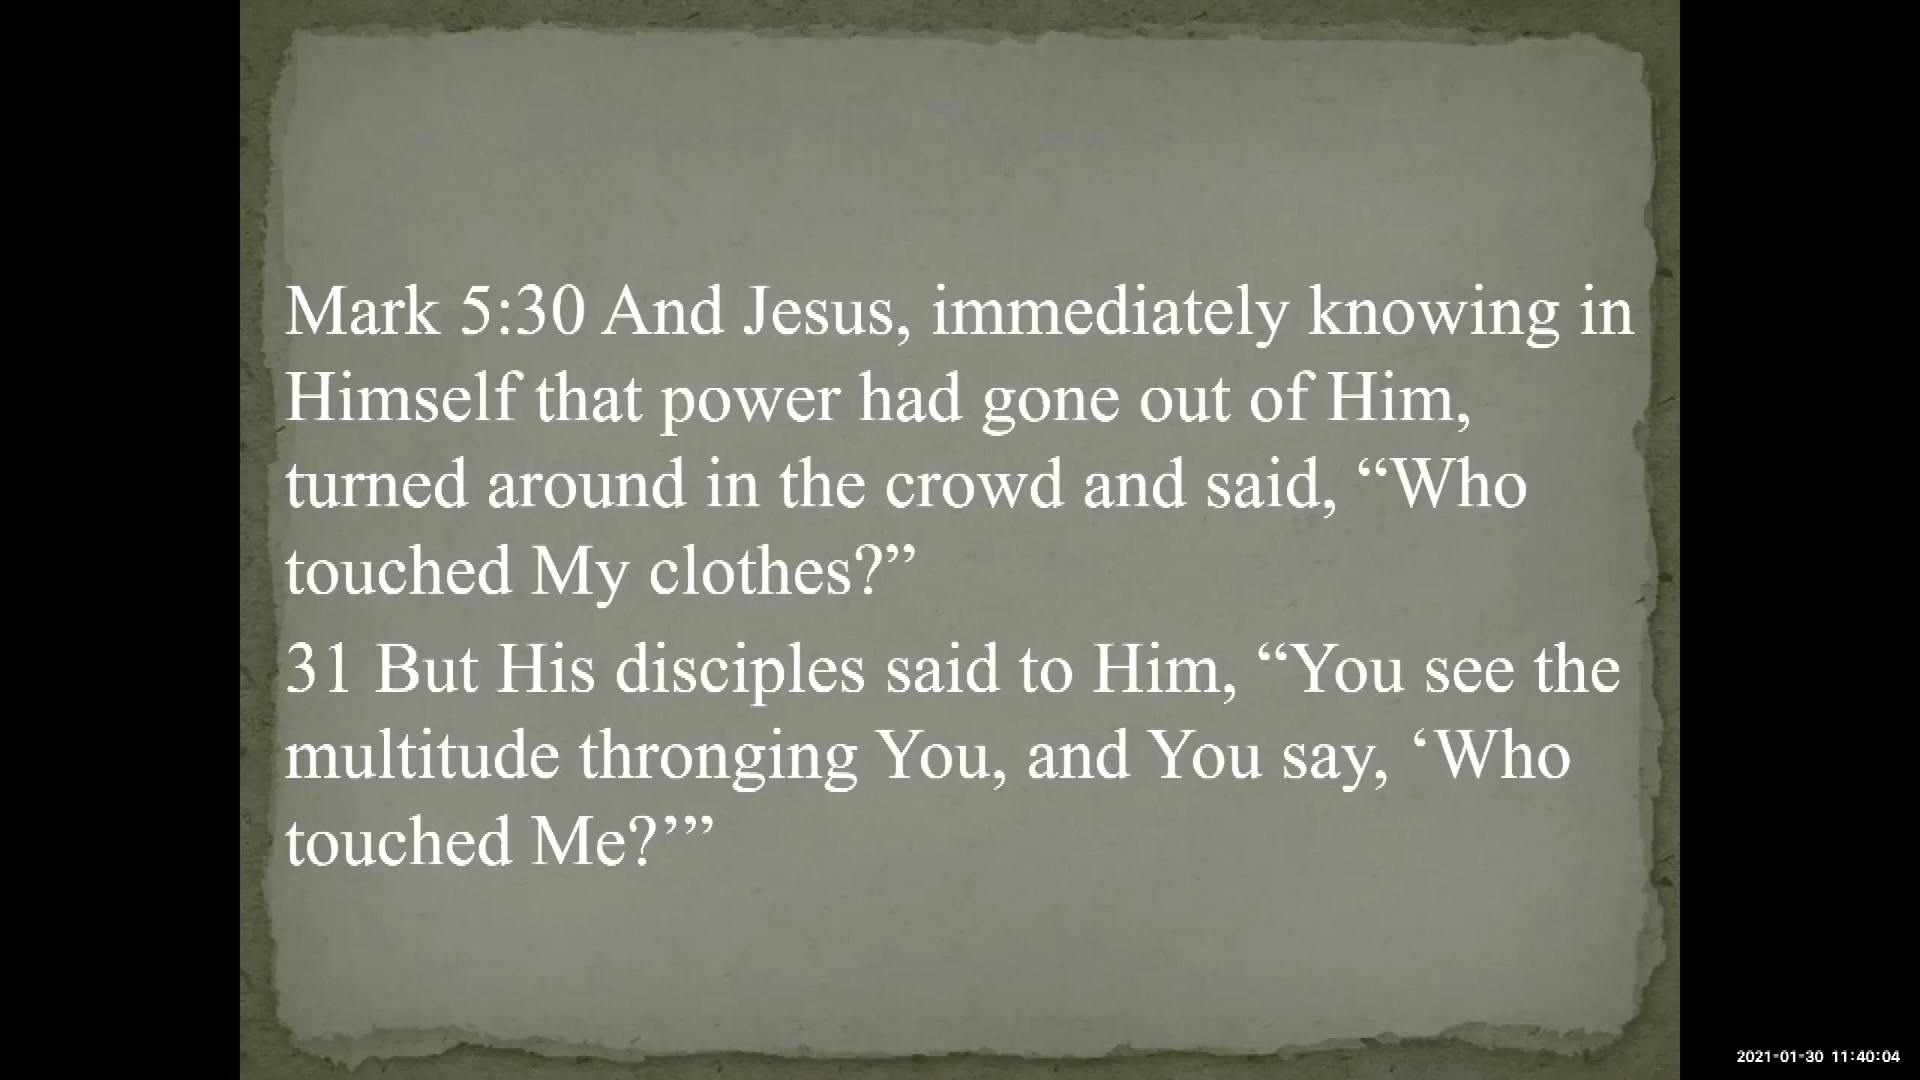 Mark 5:30 And Jesus, immediately knowing in
Himself that power had gone out of Him,
turned around in the crowd and said, “Who
touched My clothes?”
31 But His disciples said to Him, “You see the
multitude thronging You, and You say, ‘Who
touched Me?’”
2021-01-30 11:40:04